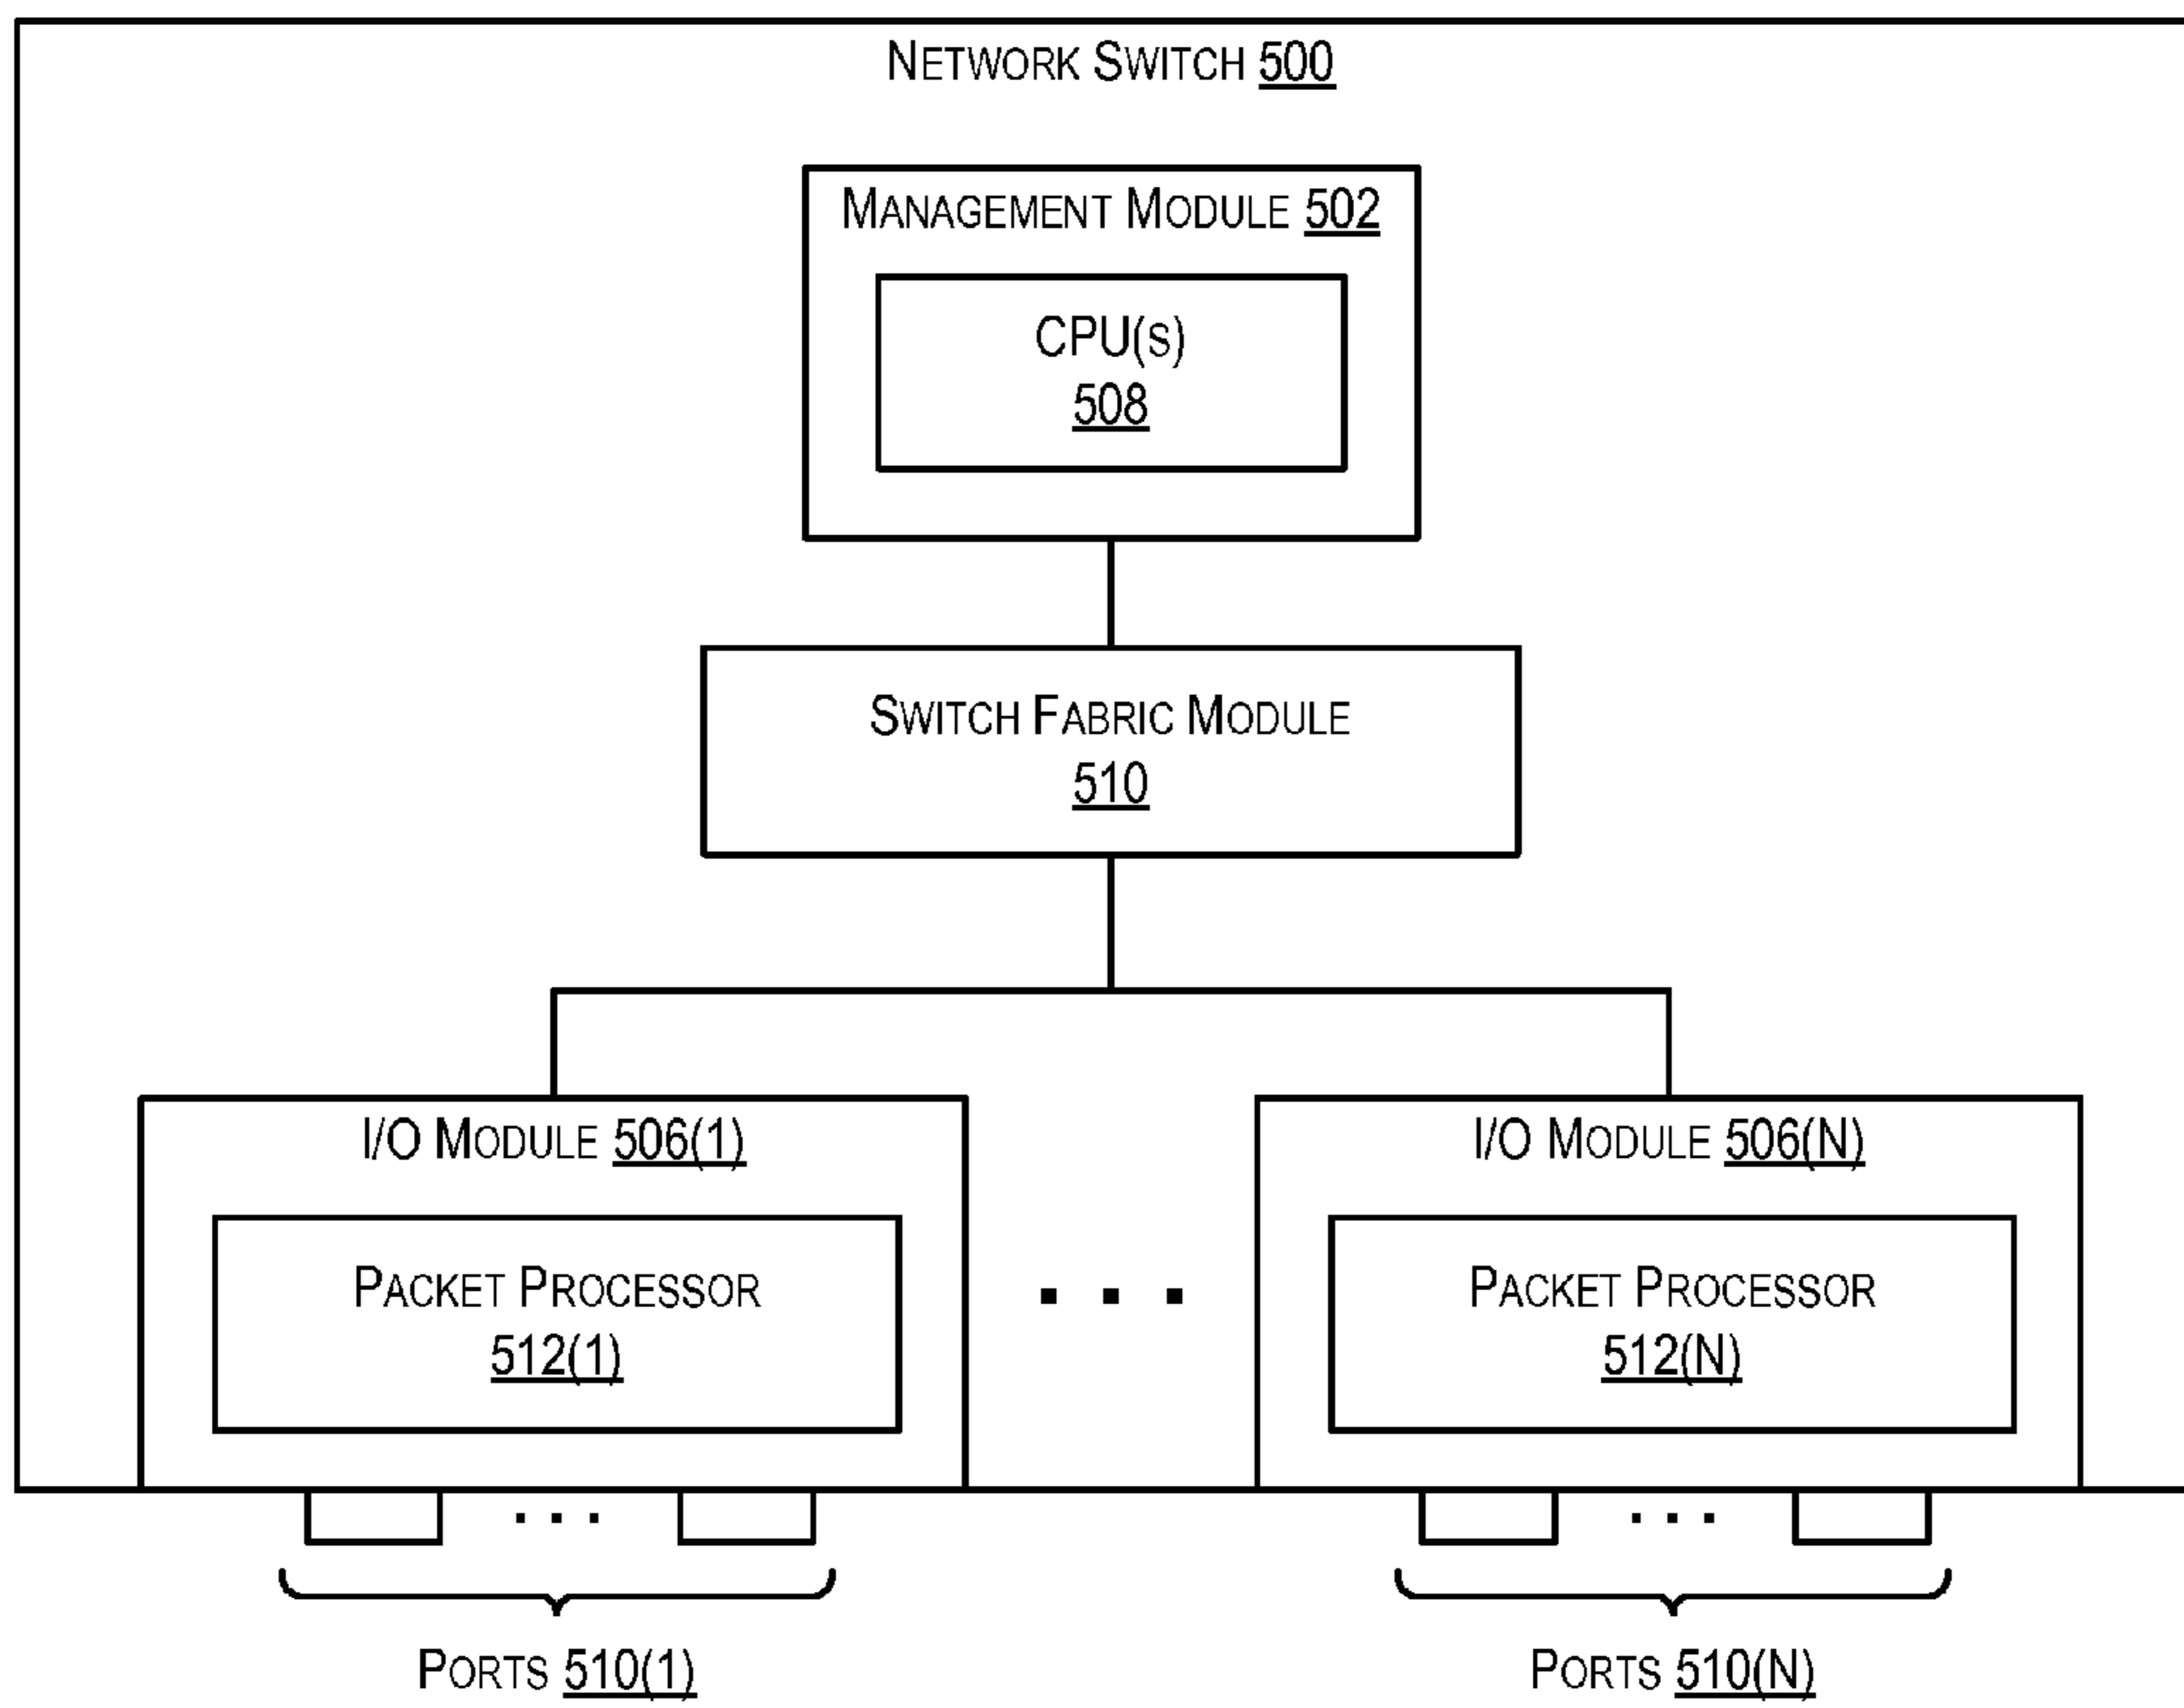 NETWORK SWITCH 500
MANAGEMENT MODULE 502
CPU(S)
508
SWITCH FABRIC MODULE
510
I/O MODULE 506(1)
I/O MODULE 506(N)
PACKET PROCESSOR
512(1)
PACKET PROCESSOR
512(N)
PORTS 510(1)
PORTS 510(N)